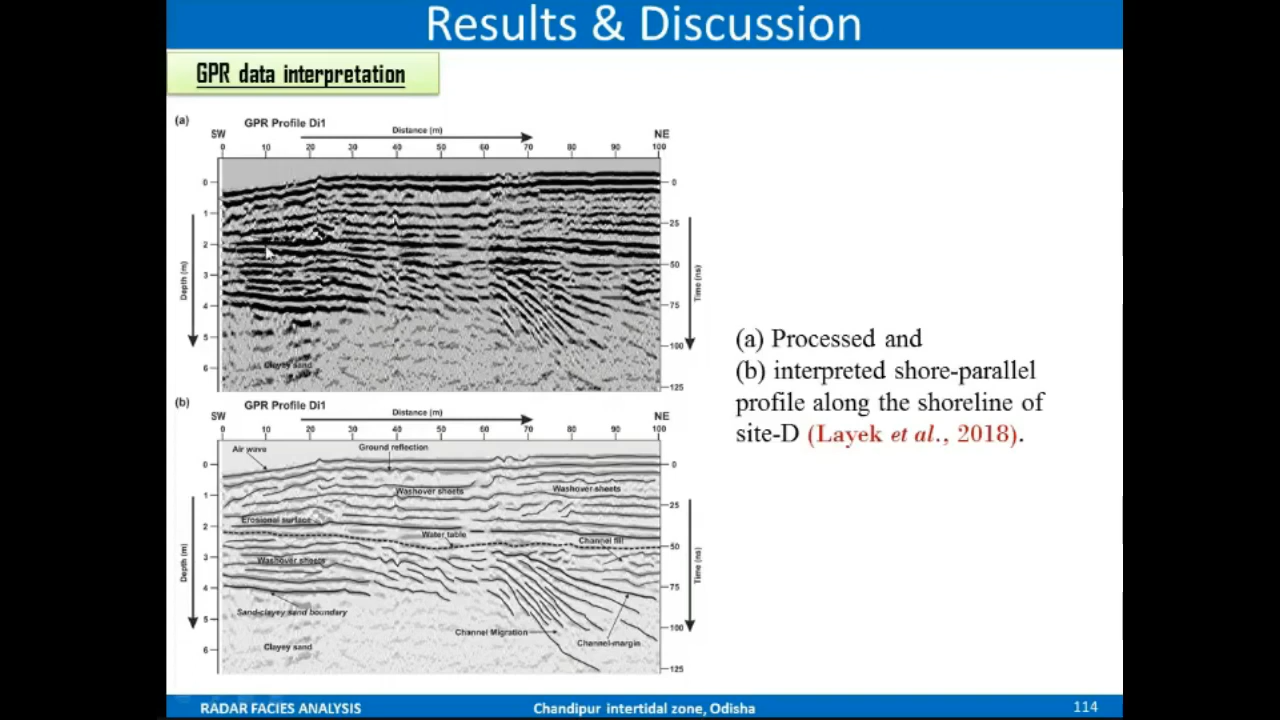 Results & Discussion
GPR data interpretation
(a)
GPR Profile Di1
SW
Distance (m)
NE
0 10 20 30 40 50 60 70 80 90 100
0
1
2
3
4
5
6
Depth (m)
0
25
50
75
100
125
Time (ns)
Clayey sand
(b)
GPR Profile Di1
SW
Distance (m)
NE
0 10 20 30 40 50 60 70 80 90 100
Air wave
Ground reflection
Washover sheets
Washover sheets
Erosional surface
Water table
Channel fill
Washover sheets
Sand-clayey sand boundary
Channel Migration
Channel-margin
Clayey sand
0
1
2
3
4
5
6
Depth (m)
0
25
50
75
100
125
Time (ns)
(a) Processed and
(b) interpreted shore-parallel
profile along the shoreline of
site-D (Layek et al., 2018).
RADAR FACIES ANALYSIS
Chandipur intertidal zone, Odisha
114